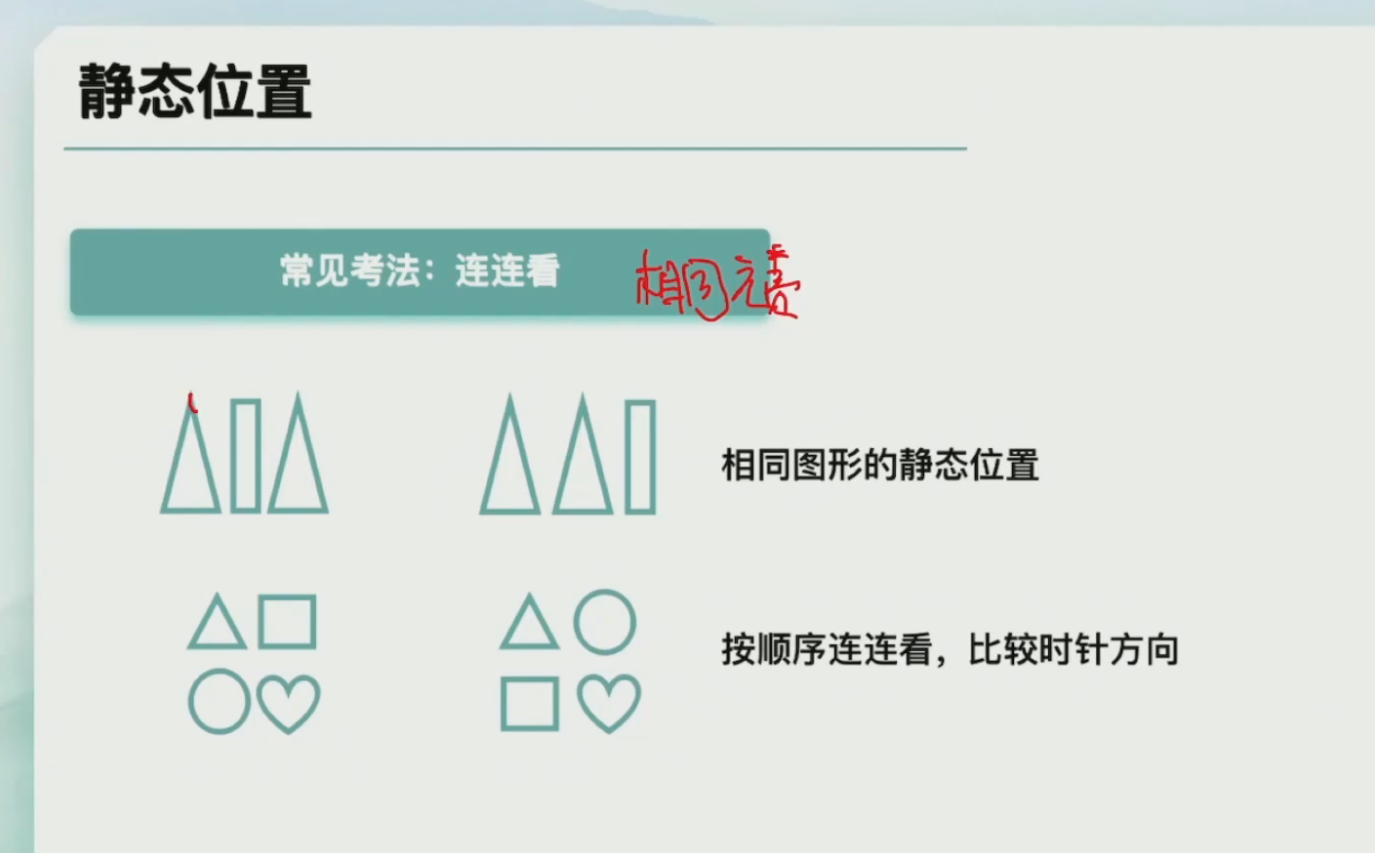 静态位置
常见考法：连连看
相同元素
相同图形的静态位置
按顺序连连看，比较时针方向